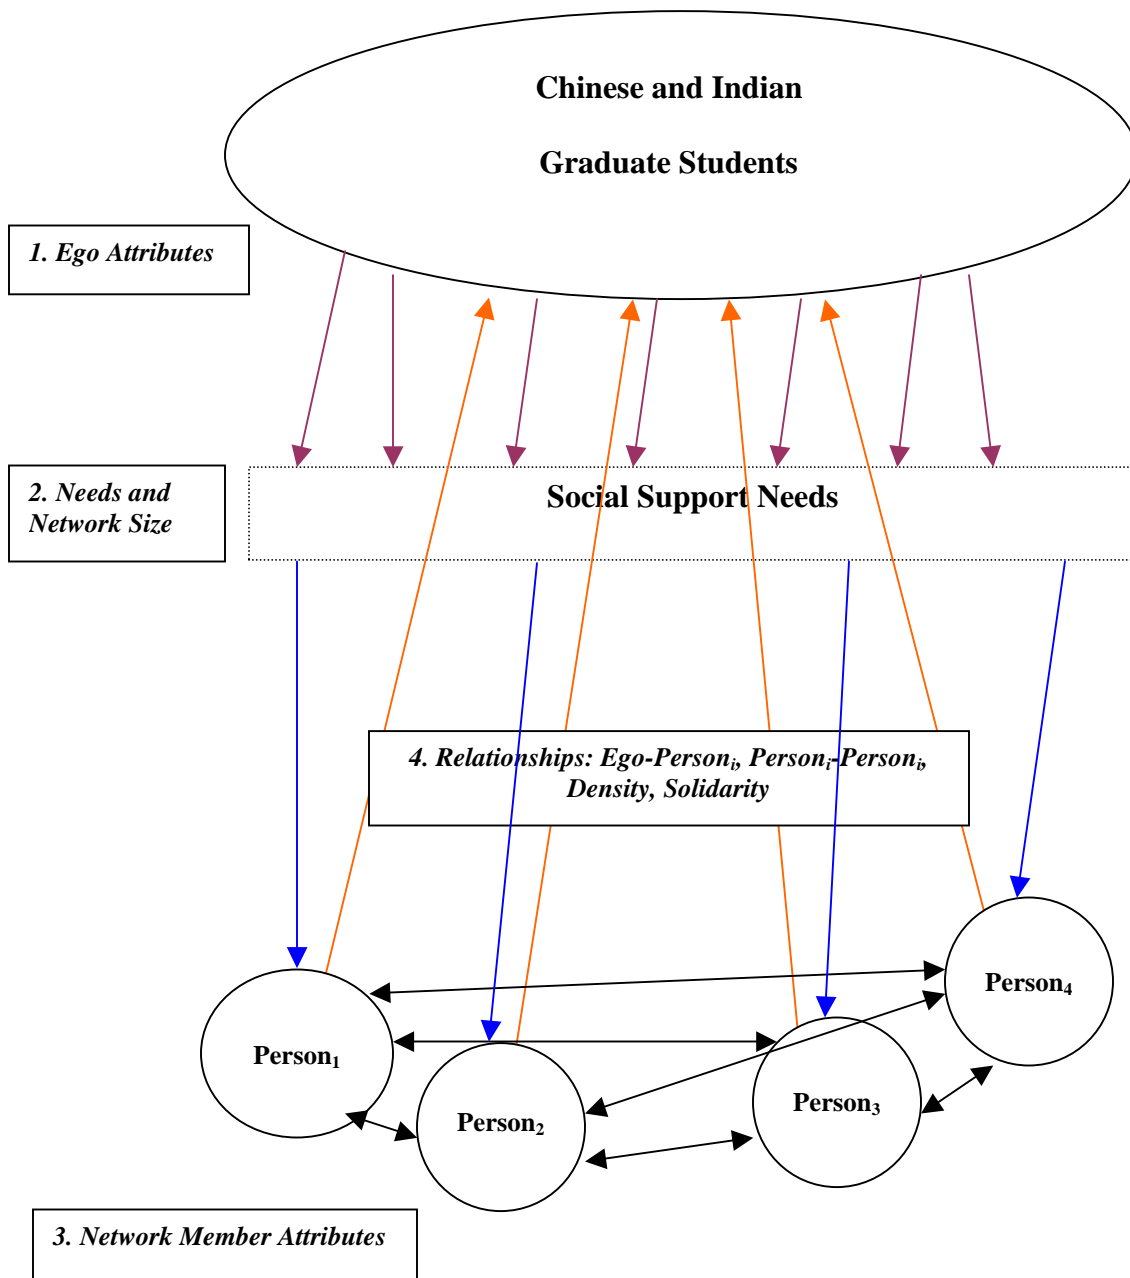 Chinese and Indian
Graduate Students
1. Ego Attributes
2. Needs and
Network Size
Social Support Needs
4. Relationships: Ego-Personᵢ, Personᵢ-Personᵢ,
Density, Solidarity
Person₄
Person₁
Person₃
Person₂
3. Network Member Attributes